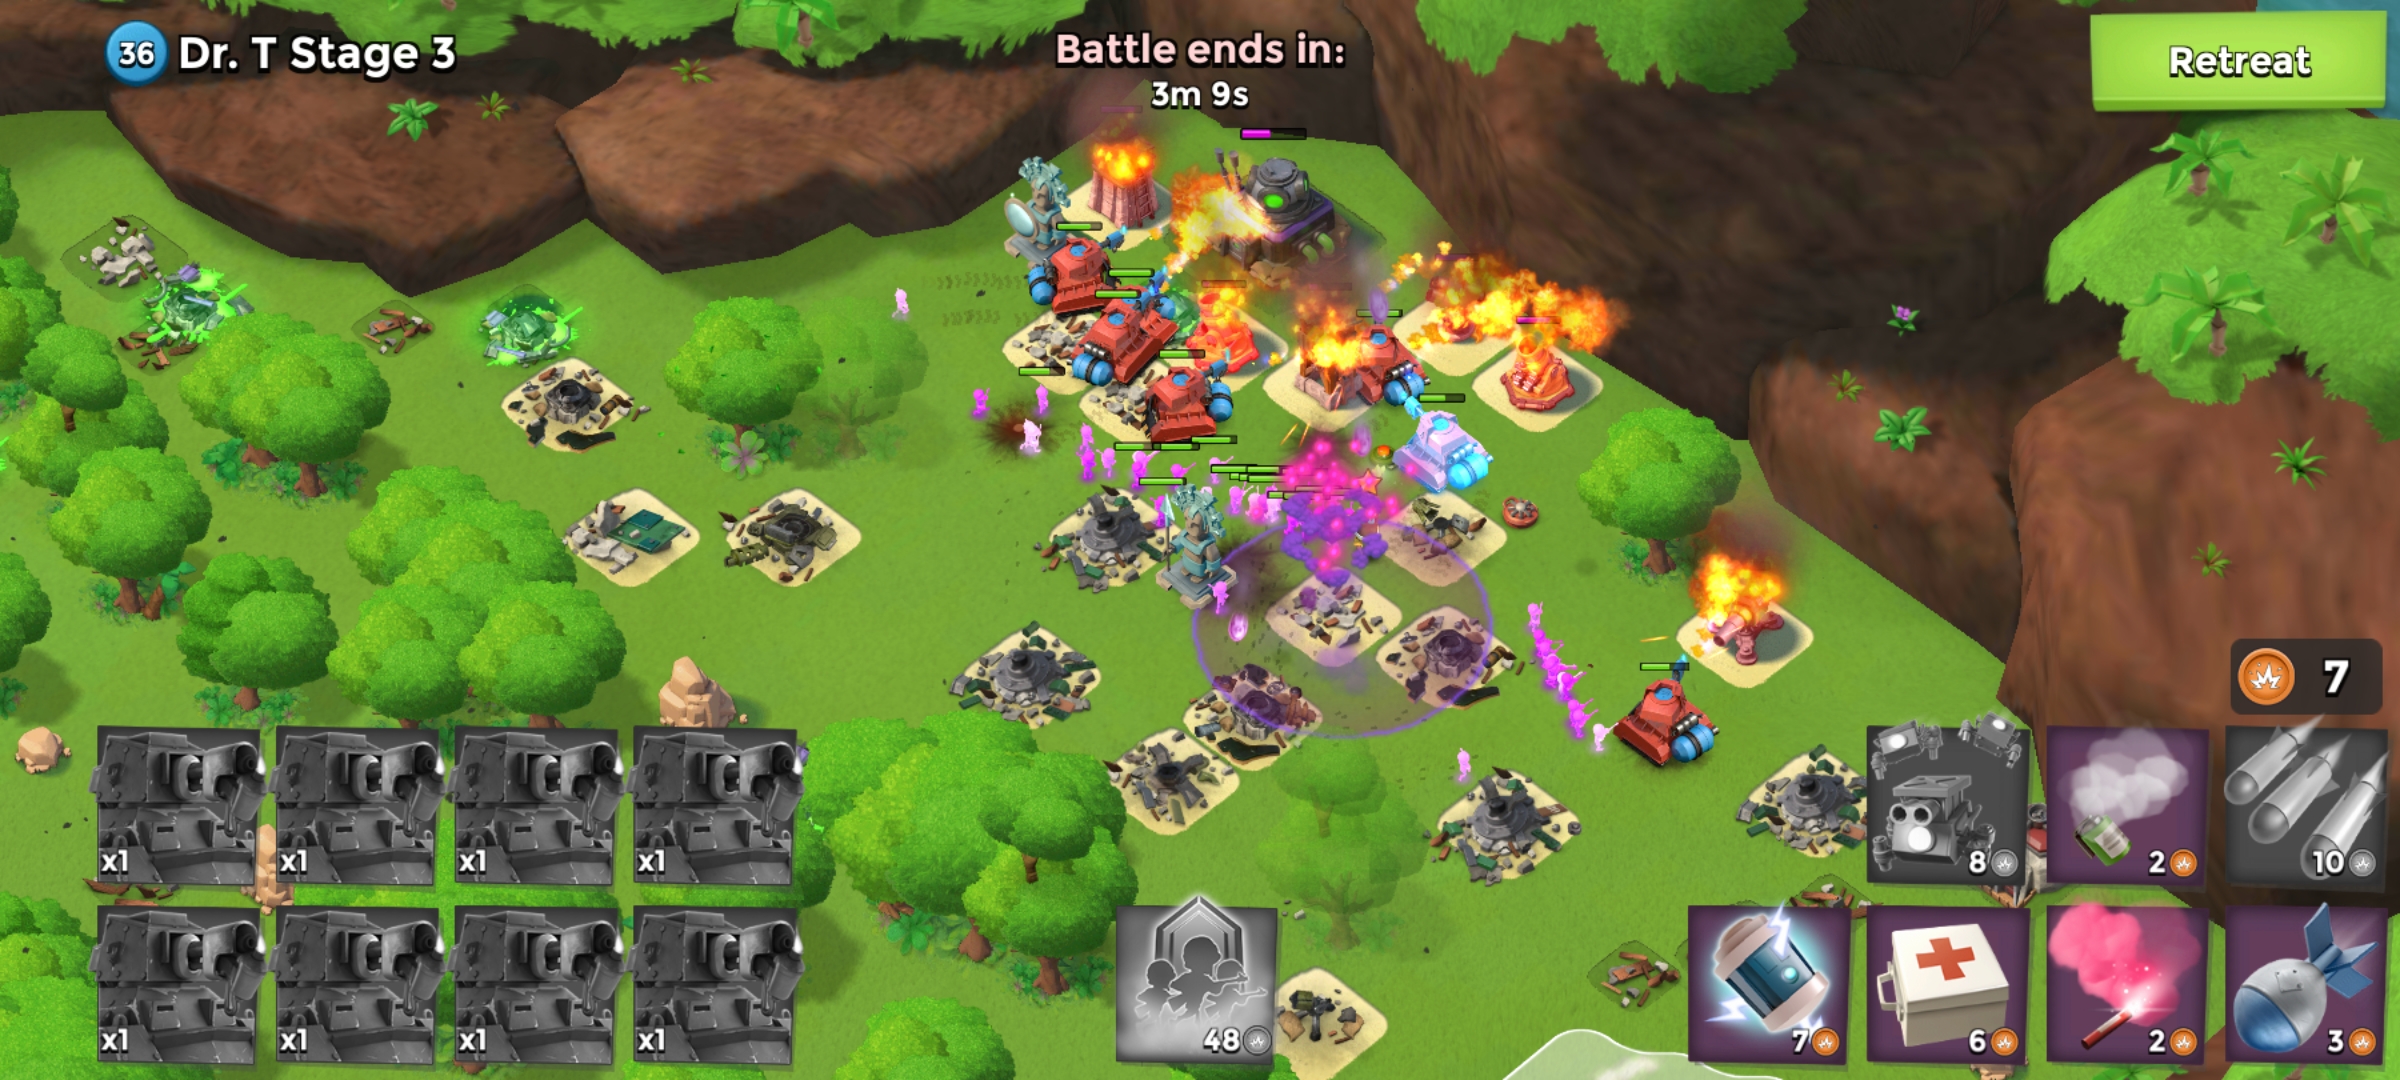 36 Dr. T Stage 3
Battle ends in:
3m 9s
Retreat
7
x1 x1 x1 x1
8 2 10
x1 x1 x1 x1
48 7 6 2 3